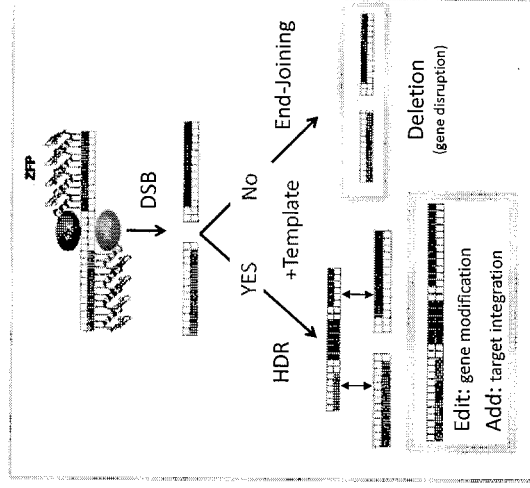 ZFP
DSB
YES
+Template
No
HDR
End-Joining
Deletion
(gene disruption)
Edit: gene modification
Add: target integration